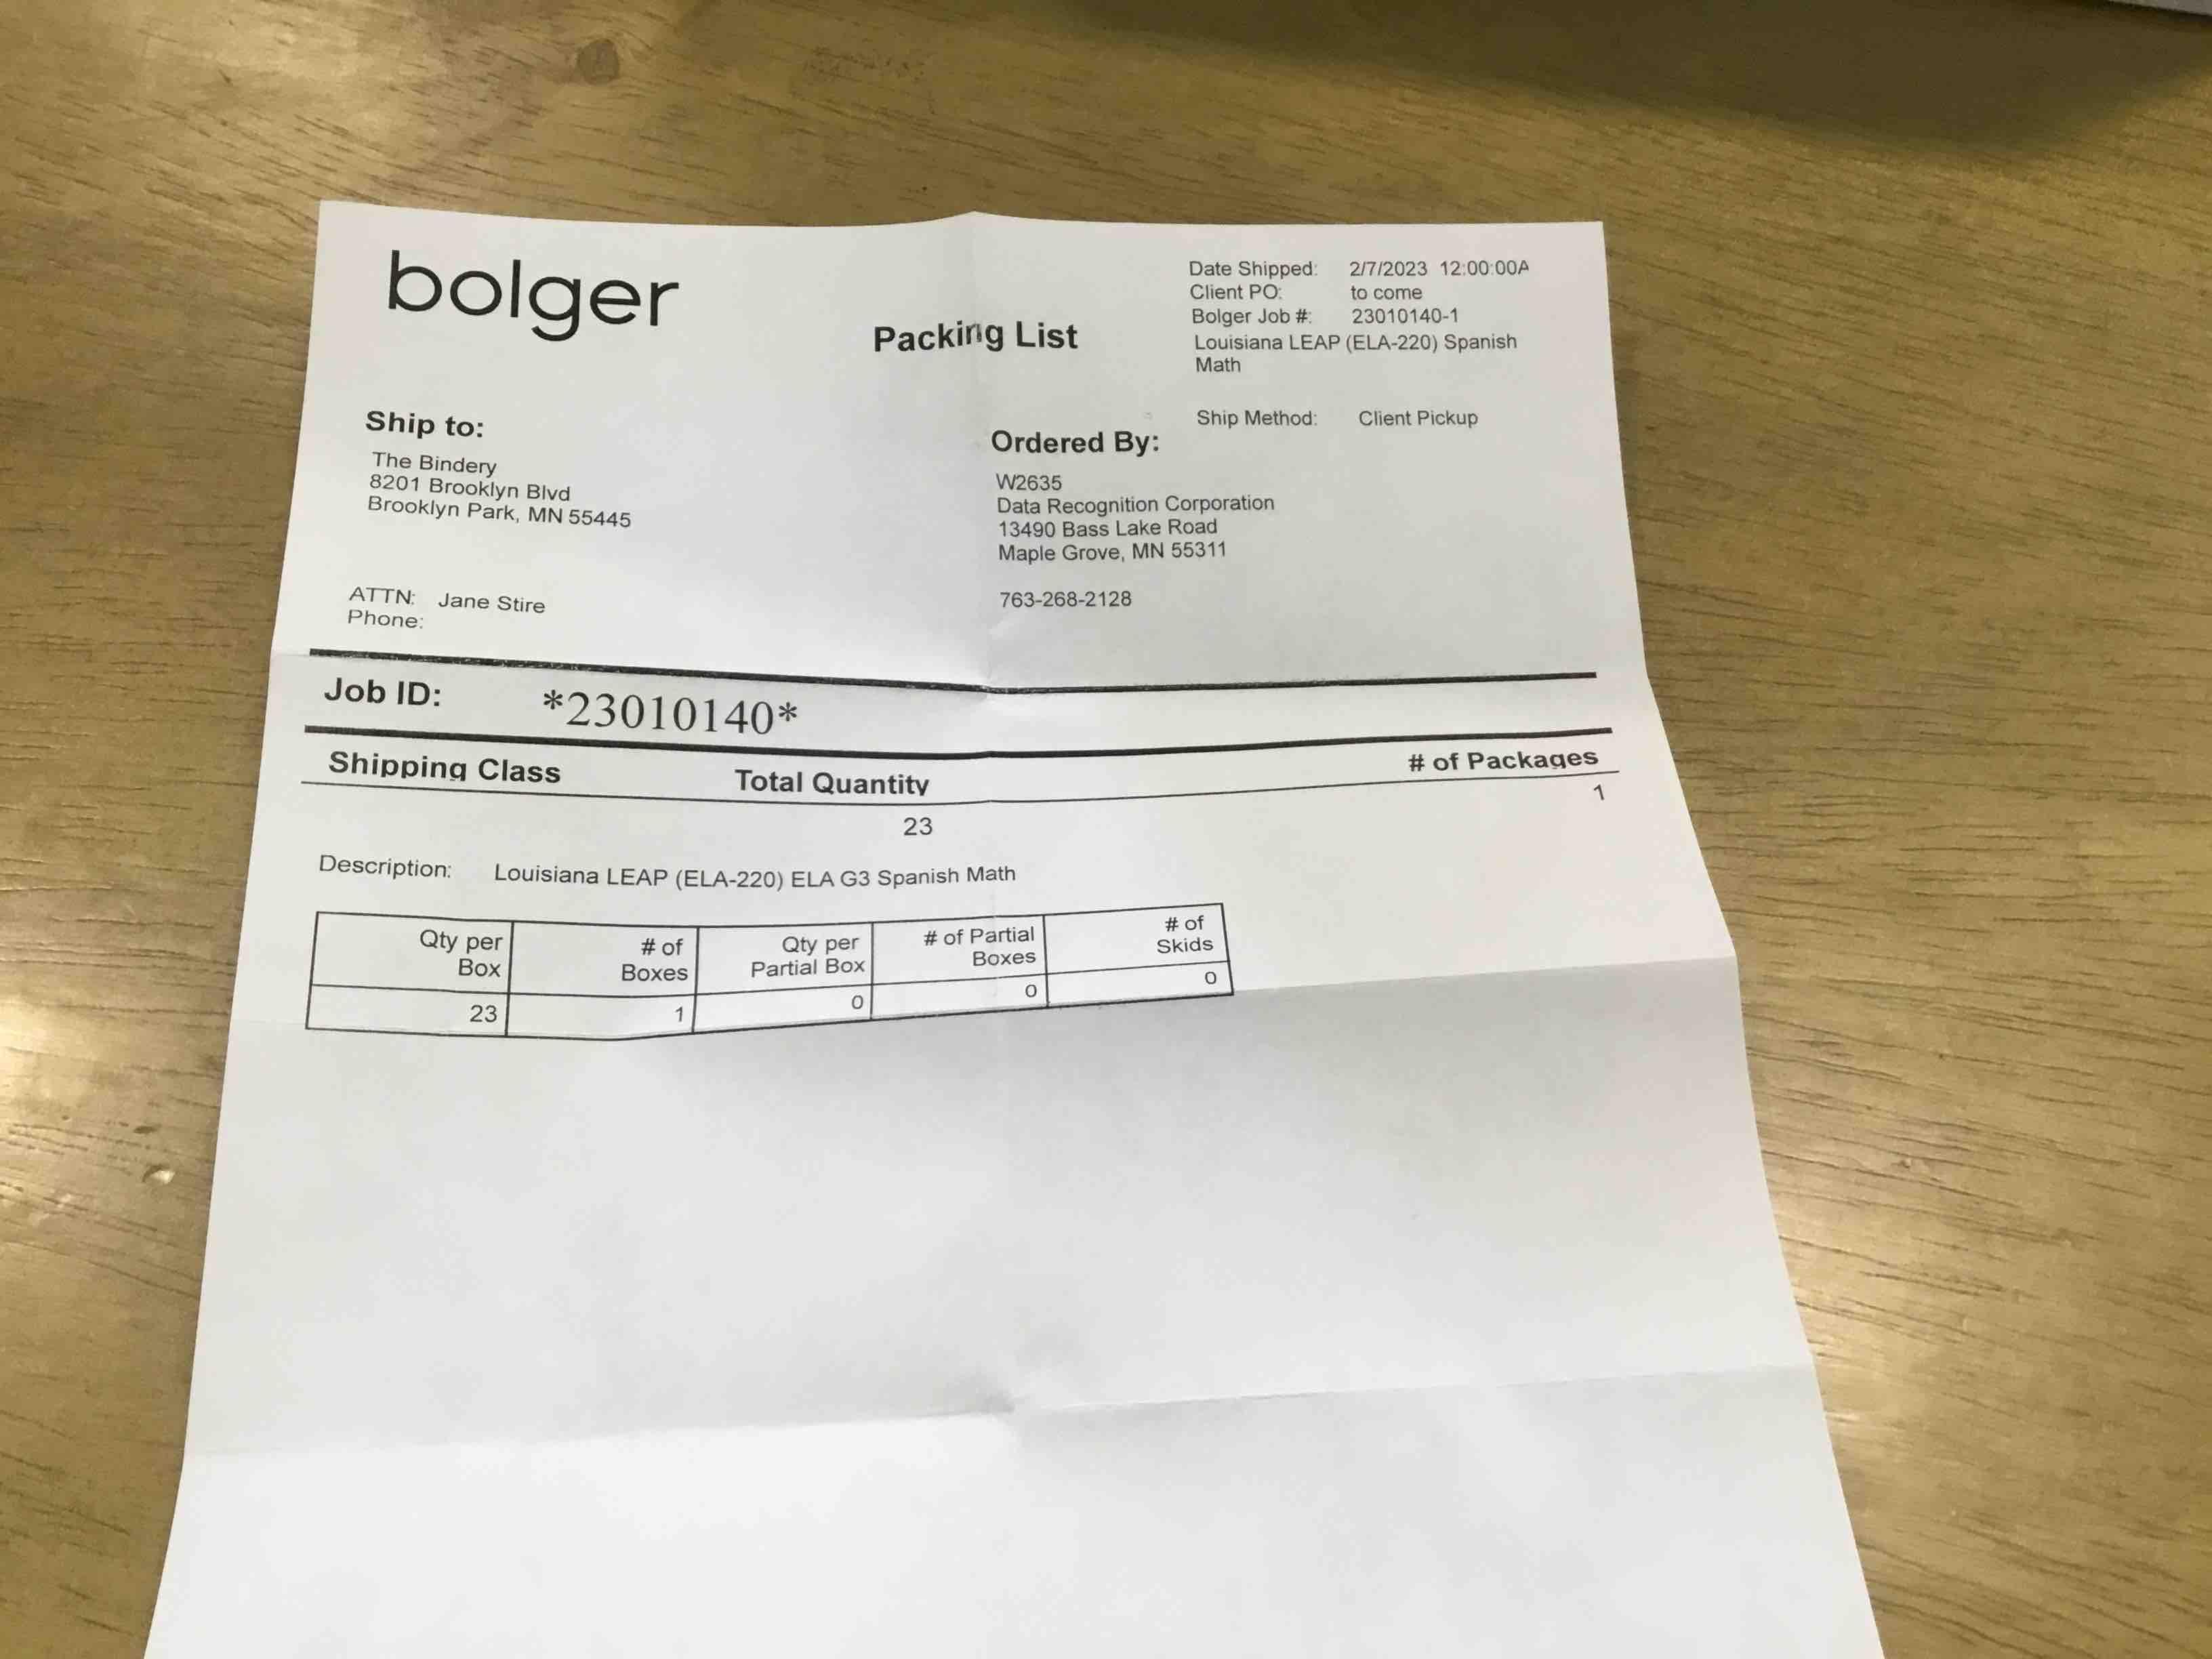 bolger
Packing List
Date Shipped: 2/7/2023 12:00:00A
Client PO: to come
Bolger Job #: 23010140-1
Louisiana LEAP (ELA-220) Spanish
Math
Ship Method: Client Pickup
Ship to:
The Bindery
8201 Brooklyn Blvd
Brooklyn Park, MN 55445
ATTN: Jane Stire
Phone:
Ordered By:
W2635
Data Recognition Corporation
13490 Bass Lake Road
Maple Grove, MN 55311
763-268-2128
Job ID: *23010140*
Shipping Class Total Quantity # of Packages
23 1
Description: Louisiana LEAP (ELA-220) ELA G3 Spanish Math
Qty per # of Qty per # of Partial # of
Box Boxes Partial Box Boxes Skids
23 1 0 0 0